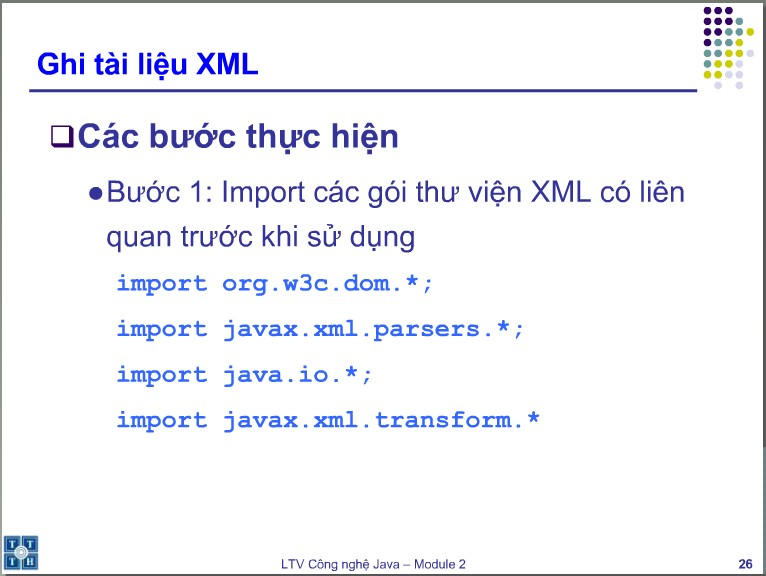 Ghi tài liệu XML
Các bước thực hiện
Bước 1: Import các gói thư viện XML có liên
quan trước khi sử dụng
import org.w3c.dom.*;
import javax.xml.parsers.*;
import java.io.*;
import javax.xml.transform.*
T T
T H
LTV Công nghệ Java – Module 2
26